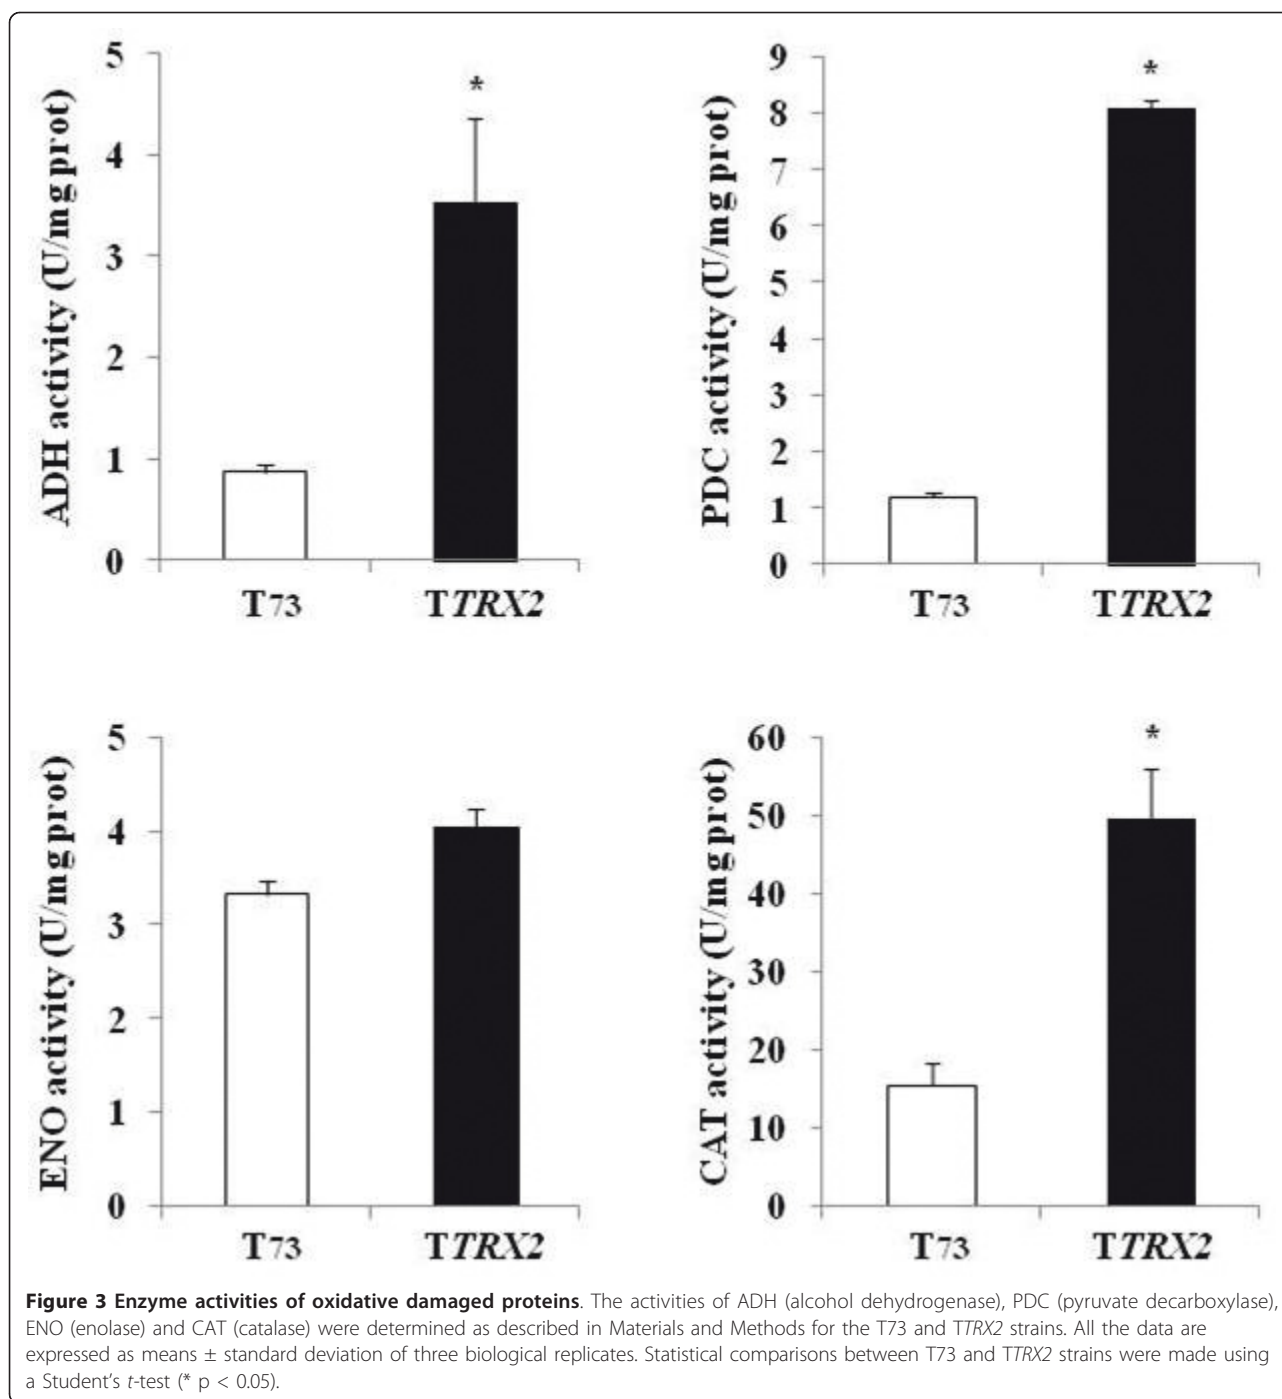 5
4
3
2
1
0
ADH activity (U/mg prot)
*
T73 TTRX2
9
8
7
6
5
4
3
2
1
0
PDC activity (U/mg prot)
*
T73 TTRX2
5
4
3
2
1
0
ENO activity (U/mg prot)
T73 TTRX2
60
50
40
30
20
10
0
CAT activity (U/mg prot)
*
T73 TTRX2
Figure 3 Enzyme activities of oxidative damaged proteins. The activities of ADH (alcohol dehydrogenase), PDC (pyruvate decarboxylase),
ENO (enolase) and CAT (catalase) were determined as described in Materials and Methods for the T73 and TTRX2 strains. All the data are
expressed as means ± standard deviation of three biological replicates. Statistical comparisons between T73 and TTRX2 strains were made using
a Student's t-test (* p < 0.05).